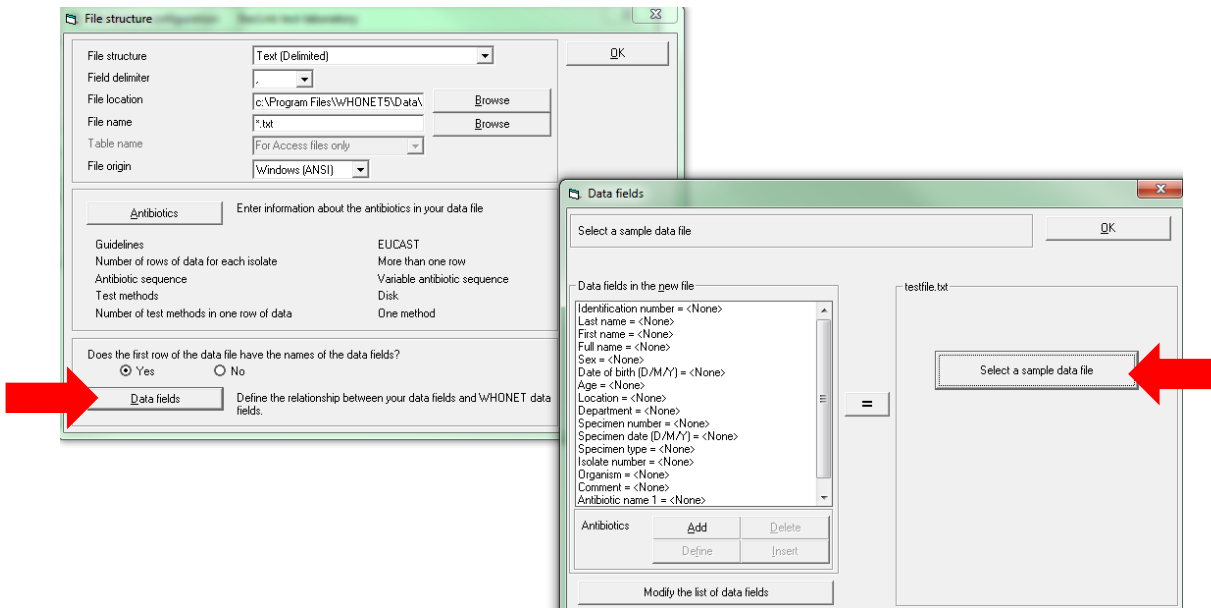 File structure
File structure Text (Delimited)
Field delimiter ,
File location c:\Program Files\WHONET5\Data\ Browse
File name *.txt Browse
Table name For Access files only
File origin Windows (ANSI)
OK
Antibiotics Enter information about the antibiotics in your data file
Guidelines EUCAST
Number of rows of data for each isolate More than one row
Antibiotic sequence Variable antibiotic sequence
Test methods Disk
Number of test methods in one row of data One method
Does the first row of the data file have the names of the data fields?
Yes No
Data fields Define the relationship between your data fields and WHONET data
fields.
Data fields
Select a sample data file
OK
Data fields in the new file
Identification number = <None>
Last name = <None>
First name = <None>
Full name = <None>
Sex = <None>
Date of birth (D/M/Y) = <None>
Age = <None>
Location = <None>
Department = <None>
Specimen number = <None>
Specimen date (D/M/Y) = <None>
Specimen type = <None>
Isolate number = <None>
Organism = <None>
Comment = <None>
Antibiotic name 1 = <None>
=
testfile.txt
Select a sample data file
Antibiotics Add Delete
Define Insert
Modify the list of data fields